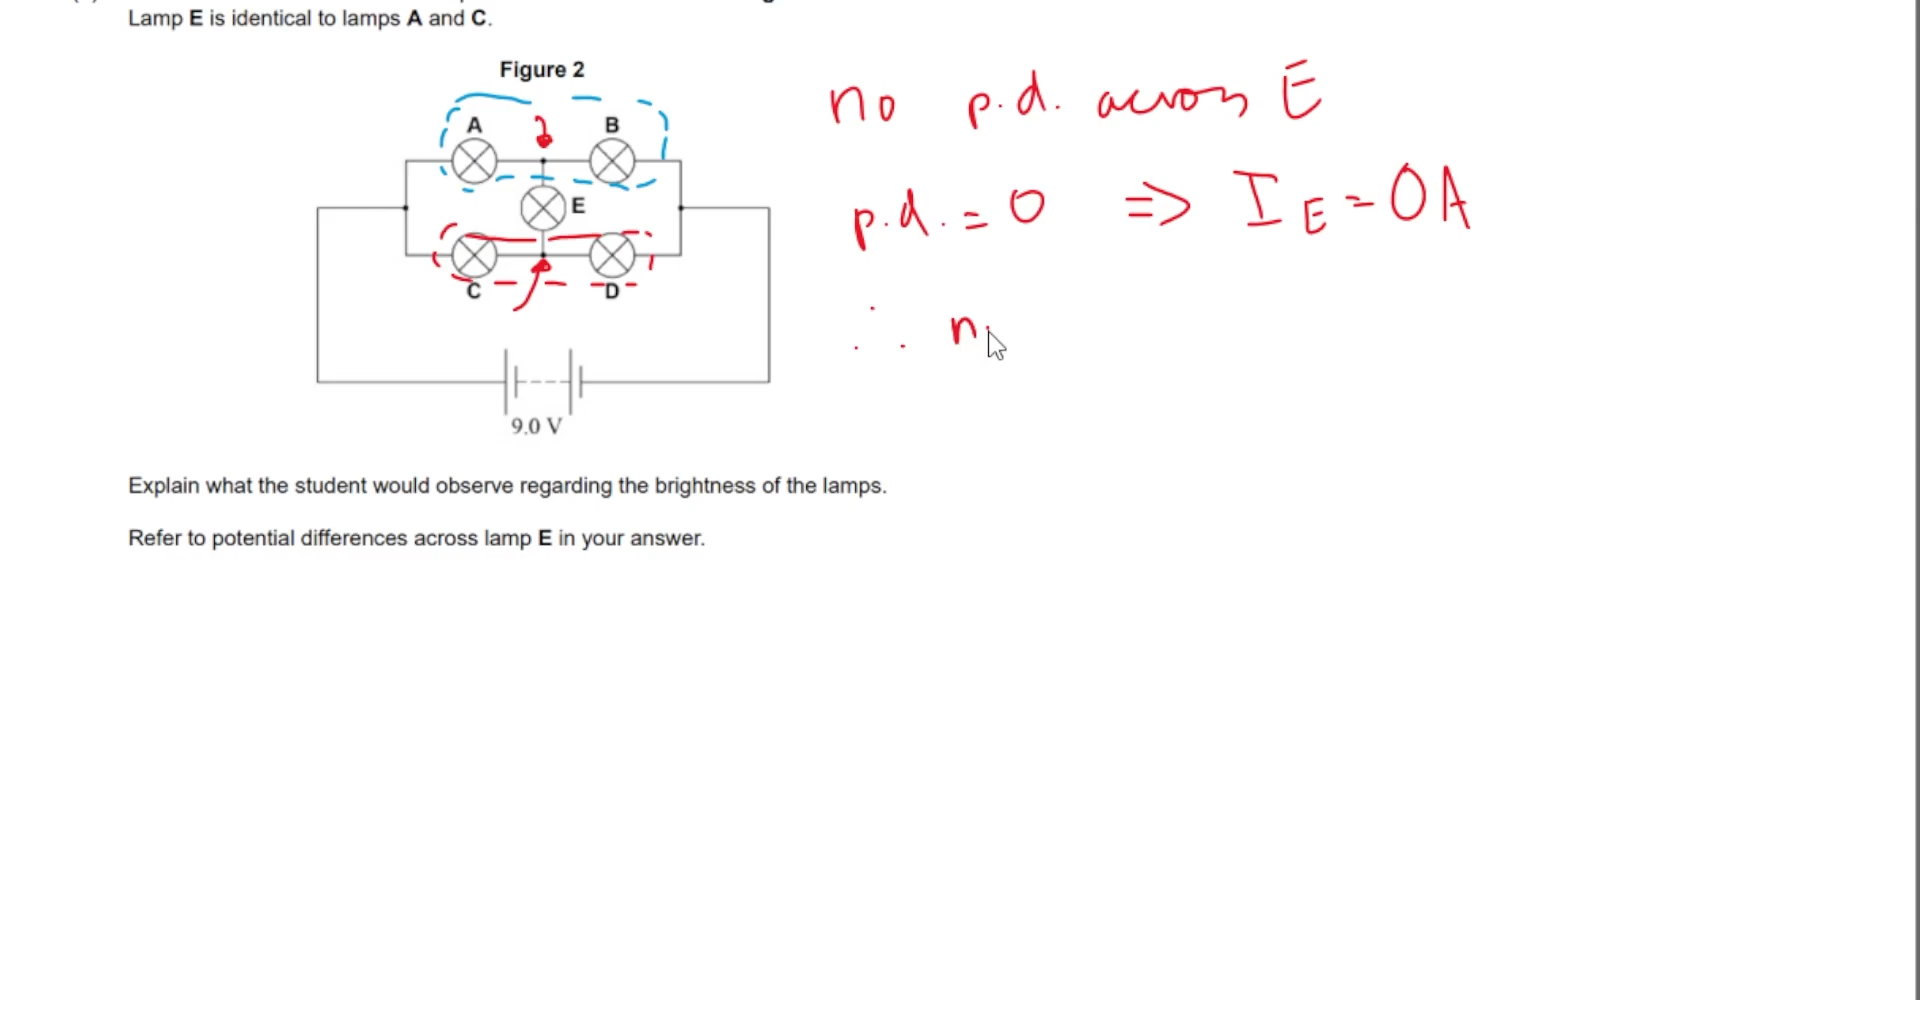 Lamp E is identical to lamps A and C.
Figure 2
A
B
E
C
D
9.0 V
no p.d. across E
p.d. = 0 => I E = 0A
∴ n
Explain what the student would observe regarding the brightness of the lamps.
Refer to potential differences across lamp E in your answer.